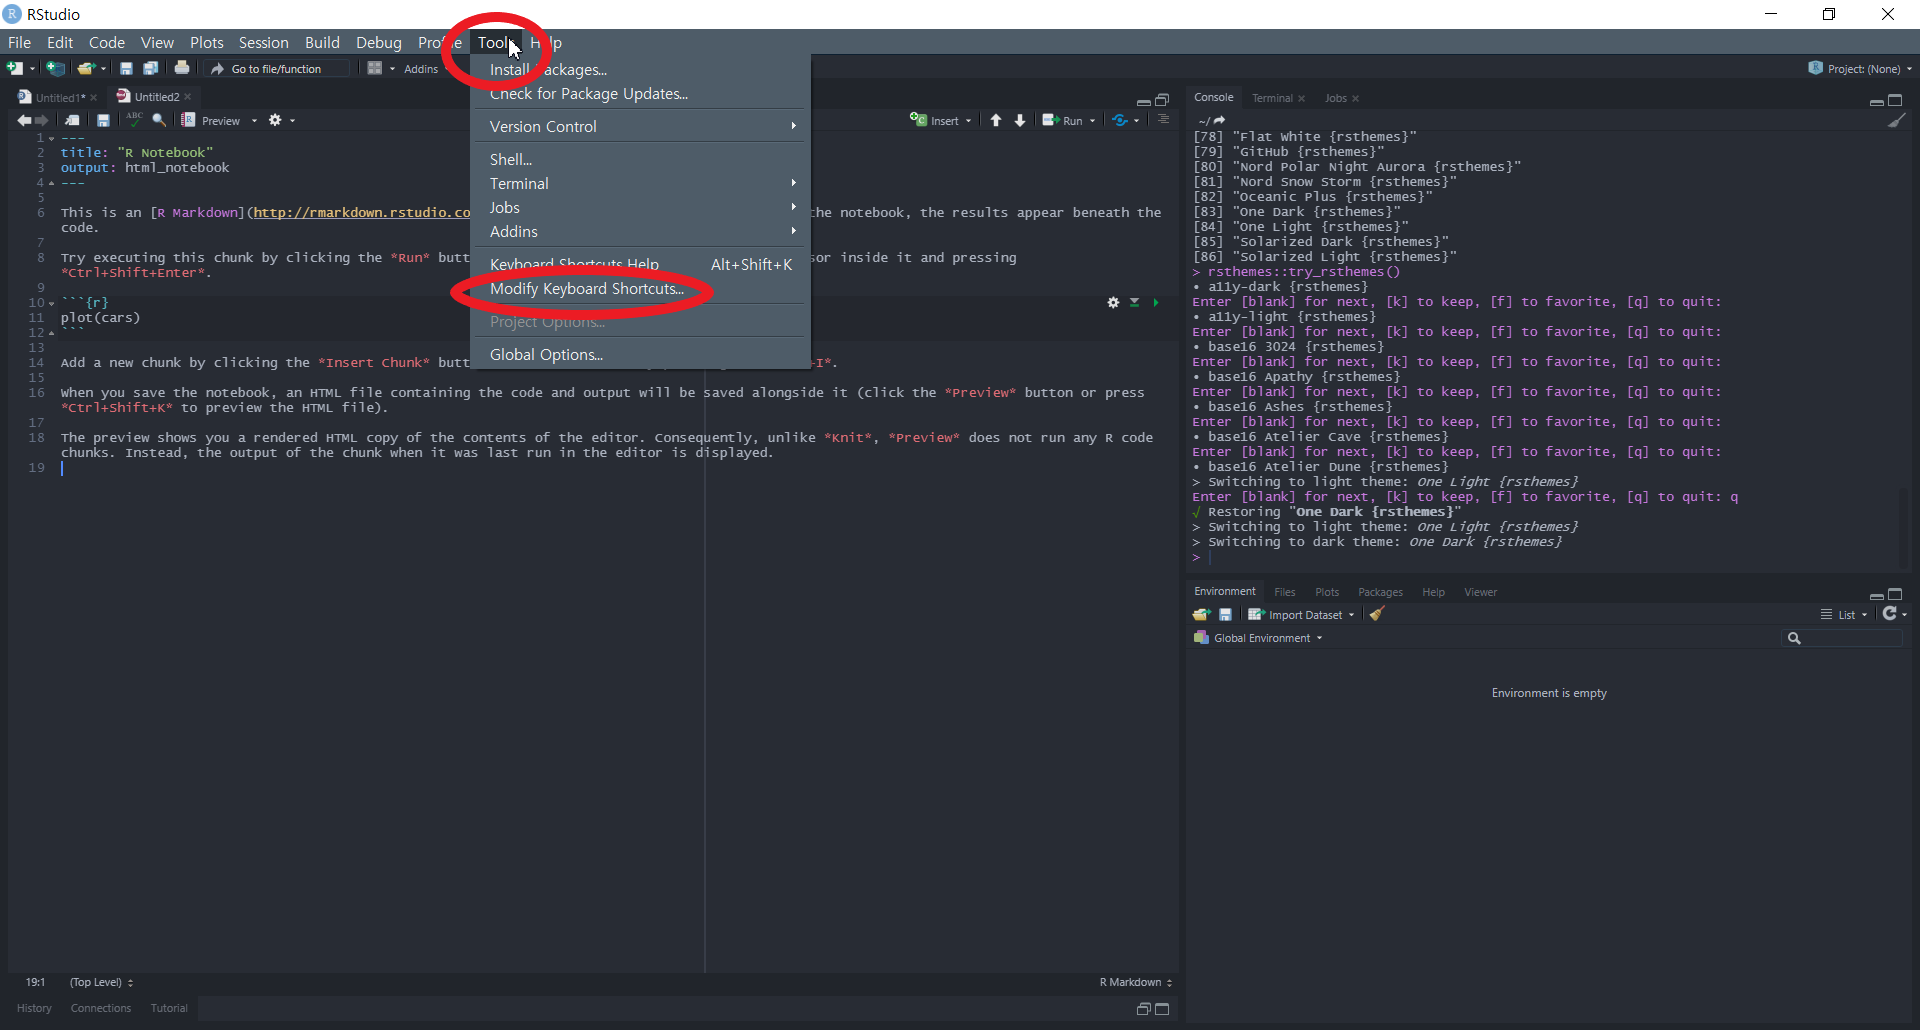 RStudio
File Edit Code View Plots Session Build Debug Tools
Go to file/function Addins Project: (None)
Install
Check for Package Updates...
Version Control
Shell...
Terminal
Jobs
Addins
Keyboard Shortcuts Help Alt+Shift+K
Modify Keyboard Shortcuts...
Project Options...
Global Options...
Untitled1* Untitled2
ABC Preview Insert Run
1 ---
2 title: "R Notebook"
3 output: html_notebook
4 ---
5
6 This is an [R Markdown](http://rmarkdown.rstudio.co he notebook, the results appear beneath the
code.
7
8 Try executing this chunk by clicking the *Run* butt or inside it and pressing
*Ctrl+Shift+Enter*.
9
10 ```{r}
11 plot(cars)
12 ```
13
14 Add a new chunk by clicking the *Insert Chunk* butt I*.
15
16 When you save the notebook, an HTML file containing the code and output will be saved alongside it (click the *Preview* button or press
*Ctrl+Shift+K* to preview the HTML file).
17
18 The preview shows you a rendered HTML copy of the contents of the editor. Consequently, unlike *Knit*, *Preview* does not run any R code
chunks. Instead, the output of the chunk when it was last run in the editor is displayed.
19
19:1 (Top Level) R Markdown
History Connections Tutorial
Console Terminal Jobs
~/
[78] "Flat White {rsthemes}"
[79] "GitHub {rsthemes}"
[80] "Nord Polar Night Aurora {rsthemes}"
[81] "Nord Snow Storm {rsthemes}"
[82] "Oceanic Plus {rsthemes}"
[83] "One Dark {rsthemes}"
[84] "One Light {rsthemes}"
[85] "Solarized Dark {rsthemes}"
[86] "Solarized Light {rsthemes}"
> rsthemes::try_rsthemes()
• a11y-dark {rsthemes}
Enter [blank] for next, [k] to keep, [f] to favorite, [q] to quit:
• a11y-light {rsthemes}
Enter [blank] for next, [k] to keep, [f] to favorite, [q] to quit:
• base16 3024 {rsthemes}
Enter [blank] for next, [k] to keep, [f] to favorite, [q] to quit:
• base16 Apathy {rsthemes}
Enter [blank] for next, [k] to keep, [f] to favorite, [q] to quit:
• base16 Ashes {rsthemes}
Enter [blank] for next, [k] to keep, [f] to favorite, [q] to quit:
• base16 Atelier Cave {rsthemes}
Enter [blank] for next, [k] to keep, [f] to favorite, [q] to quit:
• base16 Atelier Dune {rsthemes}
> Switching to light theme: One Light {rsthemes}
Enter [blank] for next, [k] to keep, [f] to favorite, [q] to quit: q
√ Restoring "One Dark {rsthemes}"
> Switching to light theme: One Light {rsthemes}
> Switching to dark theme: One Dark {rsthemes}
>
Environment Files Plots Packages Help Viewer
Import Dataset List
Global Environment
Environment is empty